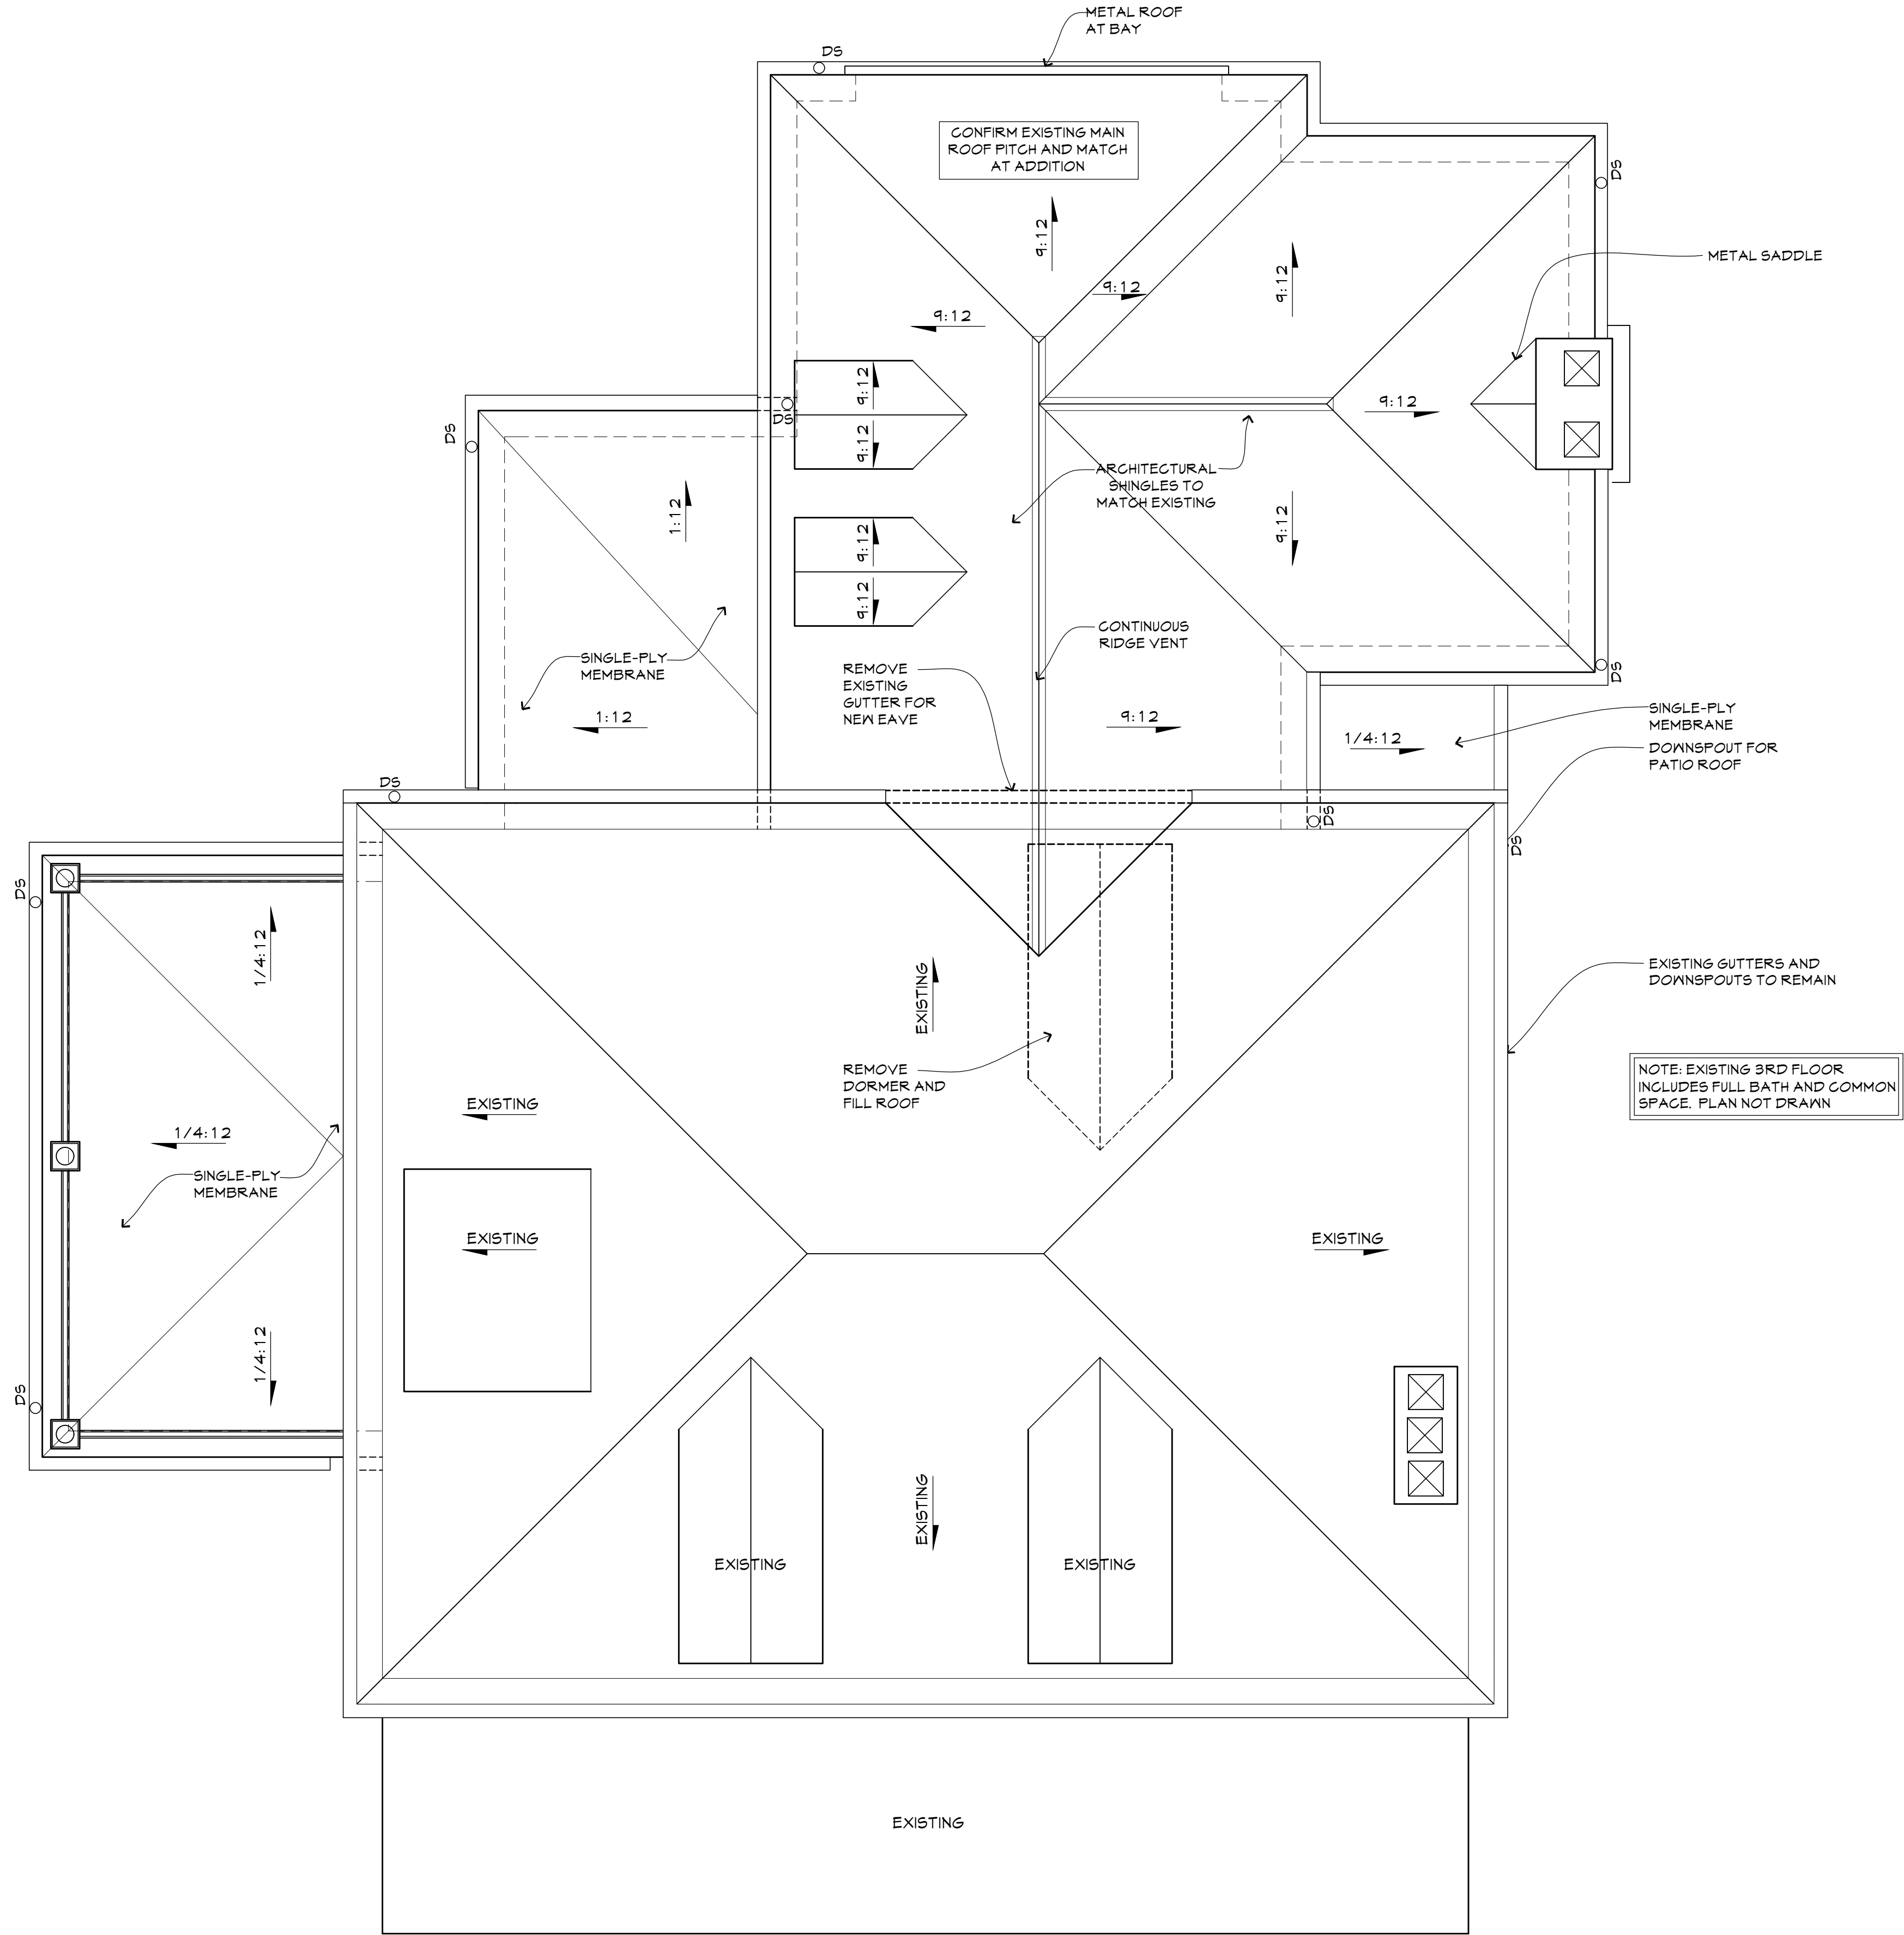 METAL ROOF
AT BAY
DS
CONFIRM EXISTING MAIN
ROOF PITCH AND MATCH
AT ADDITION
DS
9:12
METAL SADDLE
9:12
9:12
9:12
9:12
9:12
9:12
DS
DS
9:12
ARCHITECTURAL
SHINGLES TO
MATCH EXISTING
1:12
9:12
9:12
9:12
CONTINUOUS
RIDGE VENT
SINGLE-PLY
MEMBRANE
REMOVE
EXISTING
GUTTER FOR
NEW EAVE
DS
1:12
9:12
1/4:12
SINGLE-PLY
MEMBRANE
DOWNSPOUT FOR
PATIO ROOF
DS
DS
DS
DS
1/4:12
EXISTING
EXISTING GUTTERS AND
DOWNSPOUTS TO REMAIN
REMOVE
DORMER AND
FILL ROOF
NOTE: EXISTING 3RD FLOOR
INCLUDES FULL BATH AND COMMON
SPACE. PLAN NOT DRAWN
EXISTING
1/4:12
SINGLE-PLY
MEMBRANE
EXISTING
EXISTING
1/4:12
DS
EXISTING
EXISTING
EXISTING
EXISTING